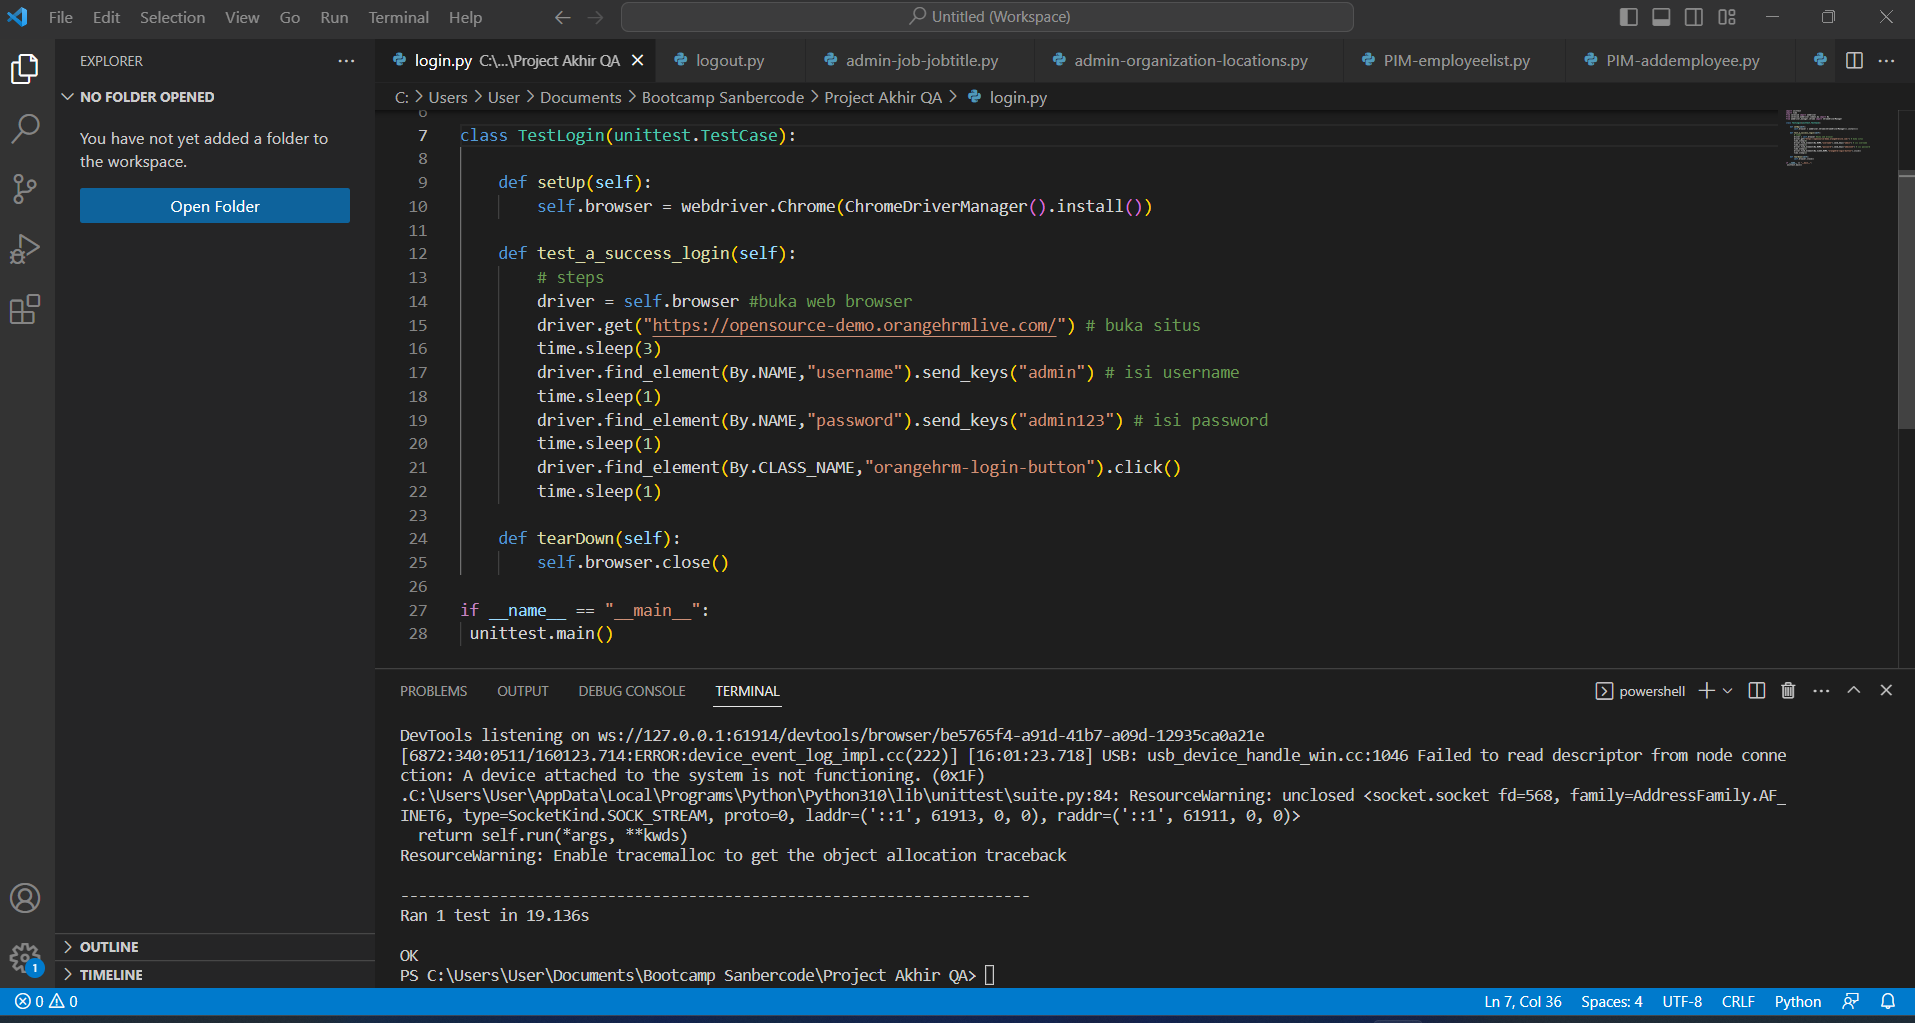 File Edit Selection View Go Run Terminal Help
Untitled (Workspace)
EXPLORER
NO FOLDER OPENED
You have not yet added a folder to
the workspace.
Open Folder
OUTLINE
TIMELINE
1
login.py C:\...\Project Akhir QA
logout.py
admin-job-jobtitle.py
admin-organization-locations.py
PIM-employeelist.py
PIM-addemployee.py
C: > Users > User > Documents > Bootcamp Sanbercode > Project Akhir QA > login.py
6
7 class TestLogin(unittest.TestCase):
8
9     def setUp(self):
10         self.browser = webdriver.Chrome(ChromeDriverManager().install())
11
12     def test_a_success_login(self):
13         # steps
14         driver = self.browser #buka web browser
15         driver.get("https://opensource-demo.orangehrmlive.com/") # buka situs
16         time.sleep(3)
17         driver.find_element(By.NAME,"username").send_keys("admin") # isi username
18         time.sleep(1)
19         driver.find_element(By.NAME,"password").send_keys("admin123") # isi password
20         time.sleep(1)
21         driver.find_element(By.CLASS_NAME,"orangehrm-login-button").click()
22         time.sleep(1)
23
24     def tearDown(self):
25         self.browser.close()
26
27 if __name__ == "__main__":
28  unittest.main()
PROBLEMS OUTPUT DEBUG CONSOLE TERMINAL
powershell
DevTools listening on ws://127.0.0.1:61914/devtools/browser/be5765f4-a91d-41b7-a09d-12935ca0a21e
[6872:340:0511/160123.714:ERROR:device_event_log_impl.cc(222)] [16:01:23.718] USB: usb_device_handle_win.cc:1046 Failed to read descriptor from node conne
ction: A device attached to the system is not functioning. (0x1F)
.C:\Users\User\AppData\Local\Programs\Python\Python310\lib\unittest\suite.py:84: ResourceWarning: unclosed <socket.socket fd=568, family=AddressFamily.AF_
INET6, type=SocketKind.SOCK_STREAM, proto=0, laddr=('::1', 61913, 0, 0), raddr=('::1', 61911, 0, 0)>
  return self.run(*args, **kwds)
ResourceWarning: Enable tracemalloc to get the object allocation traceback
----------------------------------------------------------------------
Ran 1 test in 19.136s
OK
PS C:\Users\User\Documents\Bootcamp Sanbercode\Project Akhir QA>
0 0
Ln 7, Col 36 Spaces: 4 UTF-8 CRLF Python